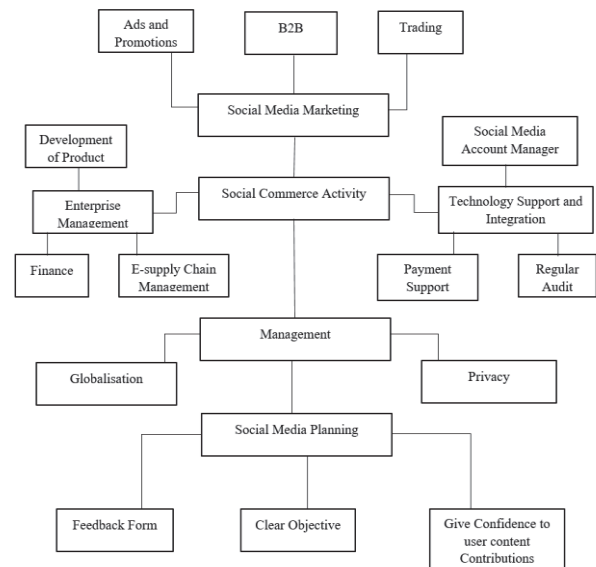 Ads and
Promotions
B2B
Trading
Social Media Marketing
Development
of Product
Social Media
Account Manager
Enterprise
Management
Social Commerce Activity
Technology Support and
Integration
Finance
E-supply Chain
Management
Payment
Support
Regular
Audit
Management
Globalisation
Privacy
Social Media Planning
Feedback Form
Clear Objective
Give Confidence to
user content
Contributions